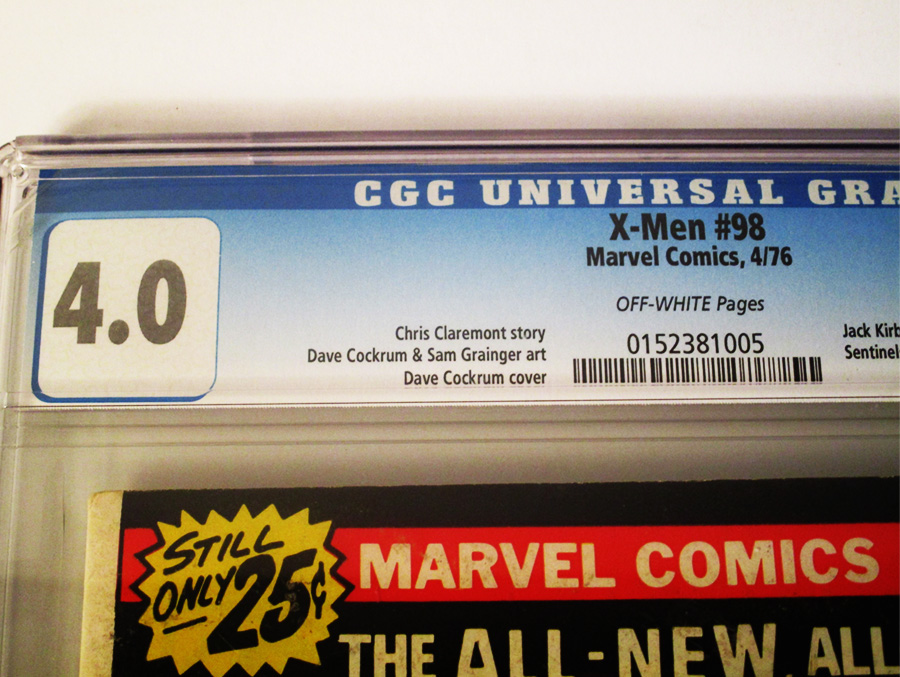 CGC UNIVERSAL GRA
X-Men #98
Marvel Comics, 4/76
4.0
OFF-WHITE Pages
Chris Claremont story
Dave Cockrum & Sam Grainger art
Dave Cockrum cover
0152381005
Jack Kirb
Sentinel
STILL
ONLY 25¢
MARVEL COMICS
THE ALL-NEW, ALL